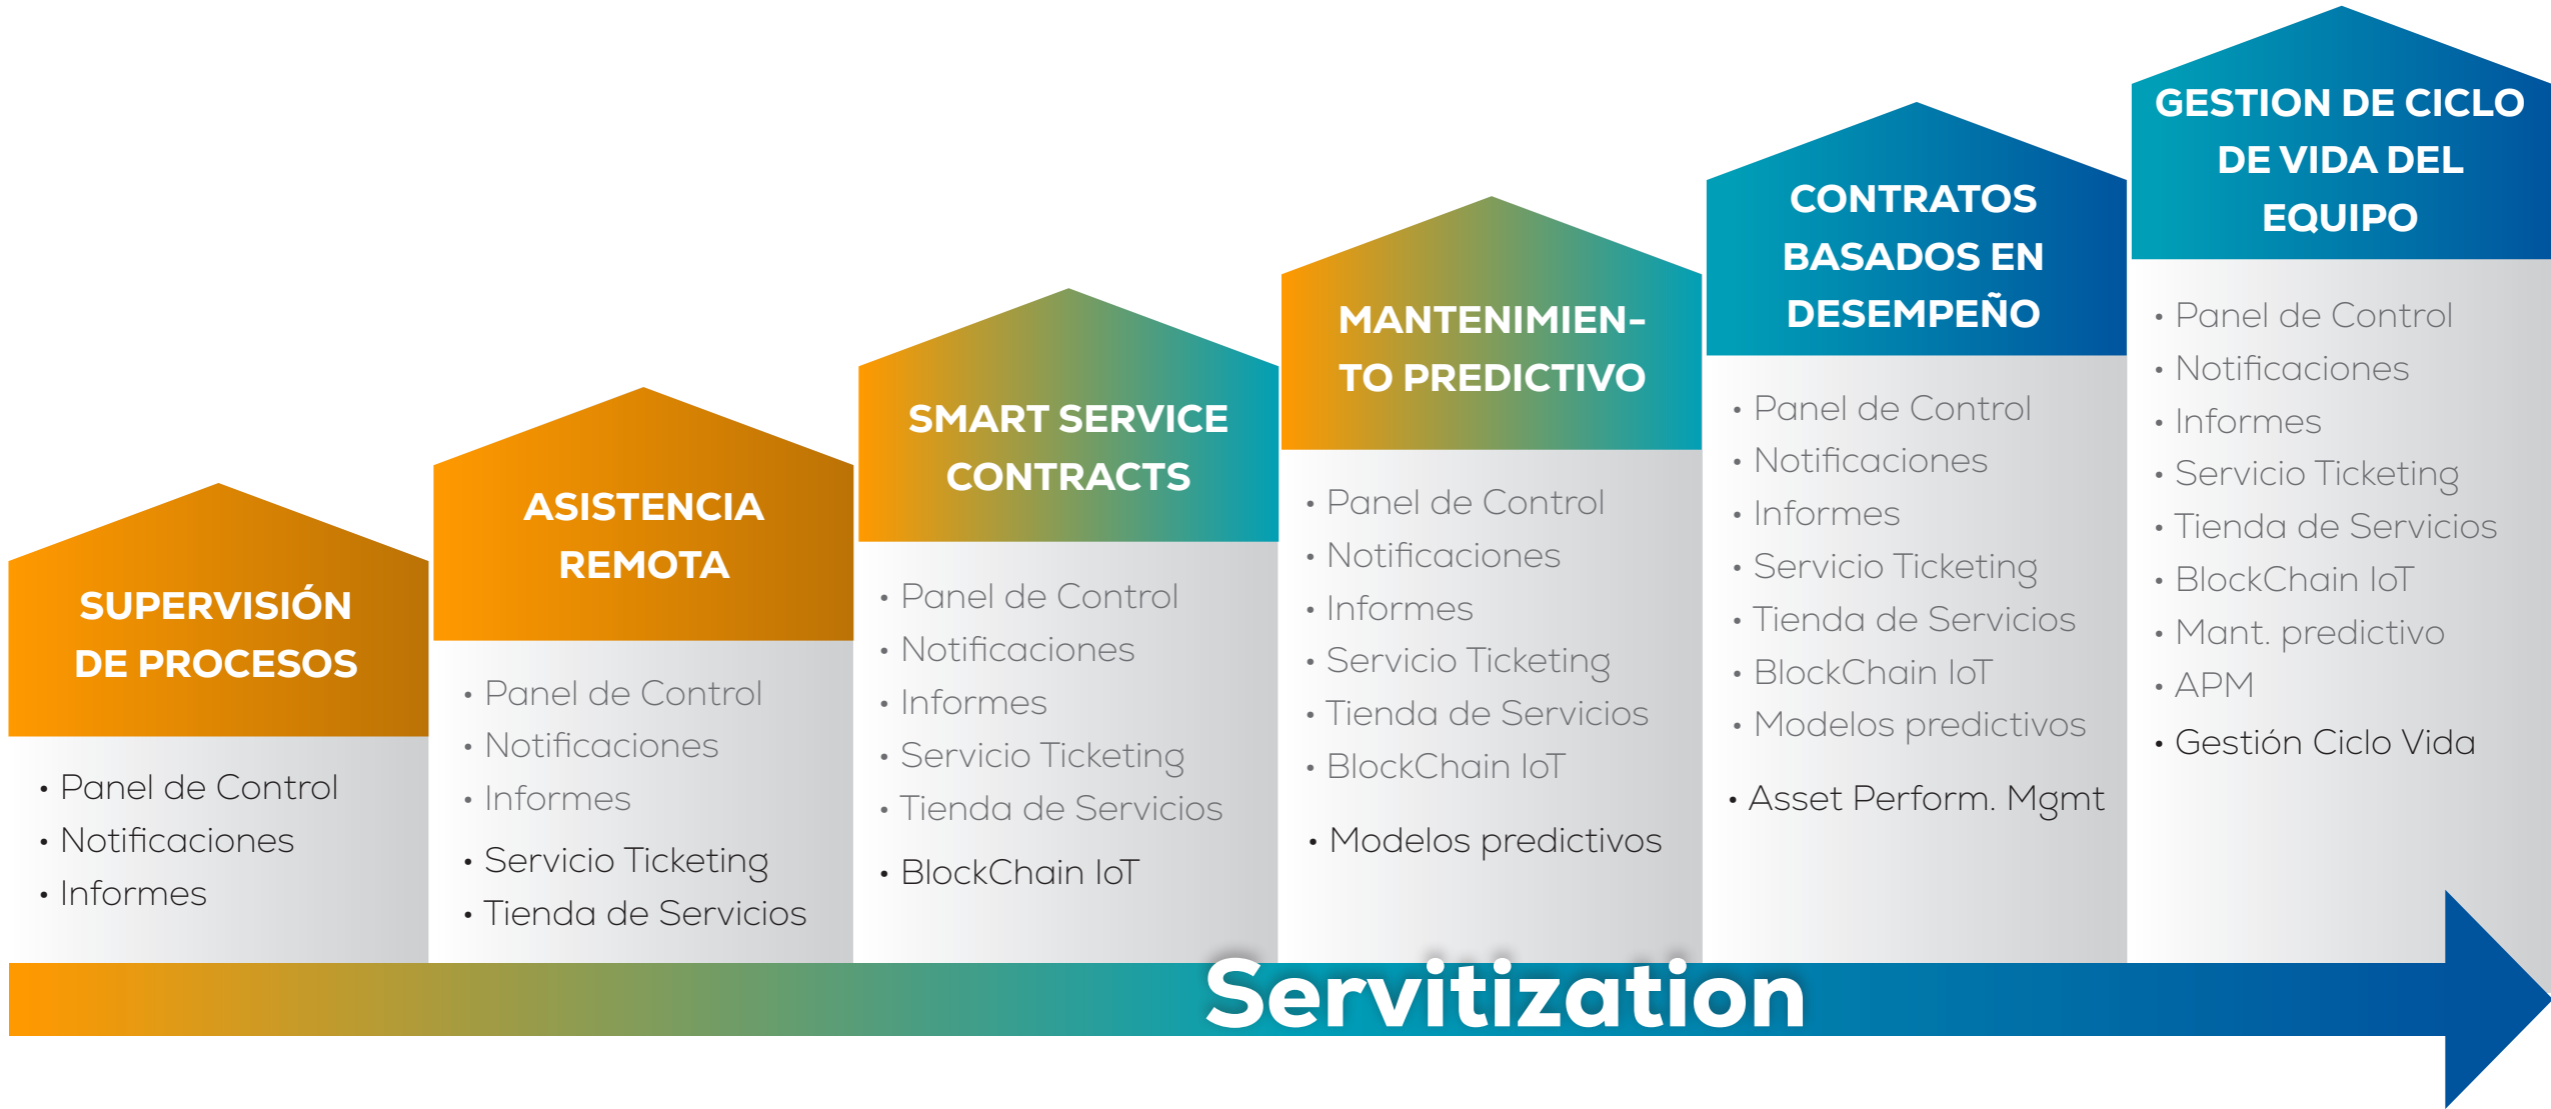 SUPERVISIÓN
DE PROCESOS
• Panel de Control
• Notificaciones
• Informes
ASISTENCIA
REMOTA
• Panel de Control
• Notificaciones
• Informes
• Servicio Ticketing
• Tienda de Servicios
SMART SERVICE
CONTRACTS
• Panel de Control
• Notificaciones
• Informes
• Servicio Ticketing
• Tienda de Servicios
• BlockChain IoT
MANTENIMIEN-
TO PREDICTIVO
• Panel de Control
• Notificaciones
• Informes
• Servicio Ticketing
• Tienda de Servicios
• BlockChain IoT
• Modelos predictivos
CONTRATOS
BASADOS EN
DESEMPEÑO
• Panel de Control
• Notificaciones
• Informes
• Servicio Ticketing
• Tienda de Servicios
• BlockChain IoT
• Modelos predictivos
• Asset Perform. Mgmt
GESTION DE CICLO
DE VIDA DEL
EQUIPO
• Panel de Control
• Notificaciones
• Informes
• Servicio Ticketing
• Tienda de Servicios
• BlockChain IoT
• Mant. predictivo
• APM
• Gestión Ciclo Vida
Servitization